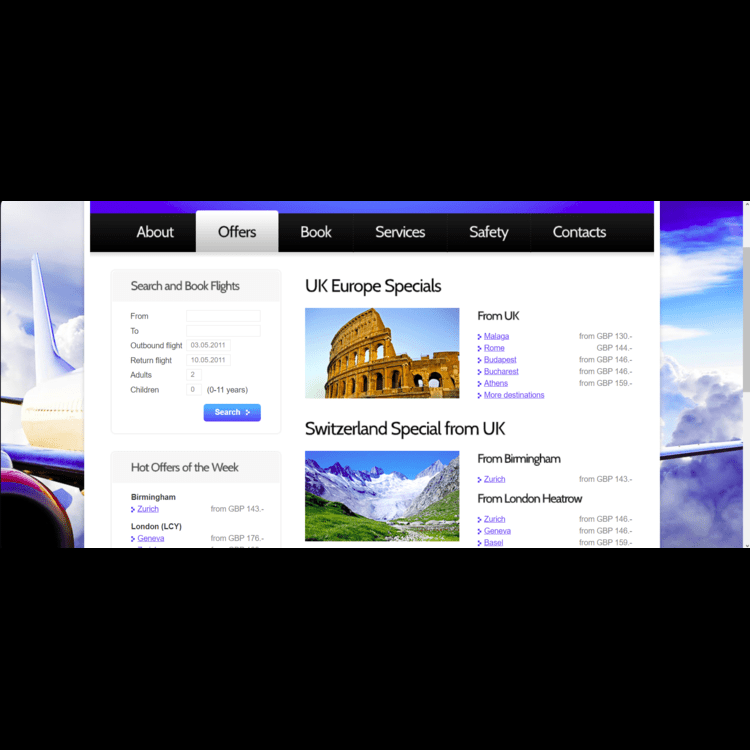 About Offers Book Services Safety Contacts
Search and Book Flights
From
To
Outbound flight 03.05.2011
Return flight 10.05.2011
Adults 2
Children 0 (0-11 years)
Search
Hot Offers of the Week
Birmingham
Zurich from GBP 143.-
London (LCY)
Geneva from GBP 176.-
UK Europe Specials
From UK
Malaga from GBP 130.-
Rome GBP 144.-
Budapest from GBP 146.-
Bucharest from GBP 146.-
Athens from GBP 159.-
More destinations
Switzerland Special from UK
From Birmingham
Zurich from GBP 143.-
From London Heatrow
Zurich from GBP 146.-
Geneva from GBP 146.-
Basel from GBP 159.-